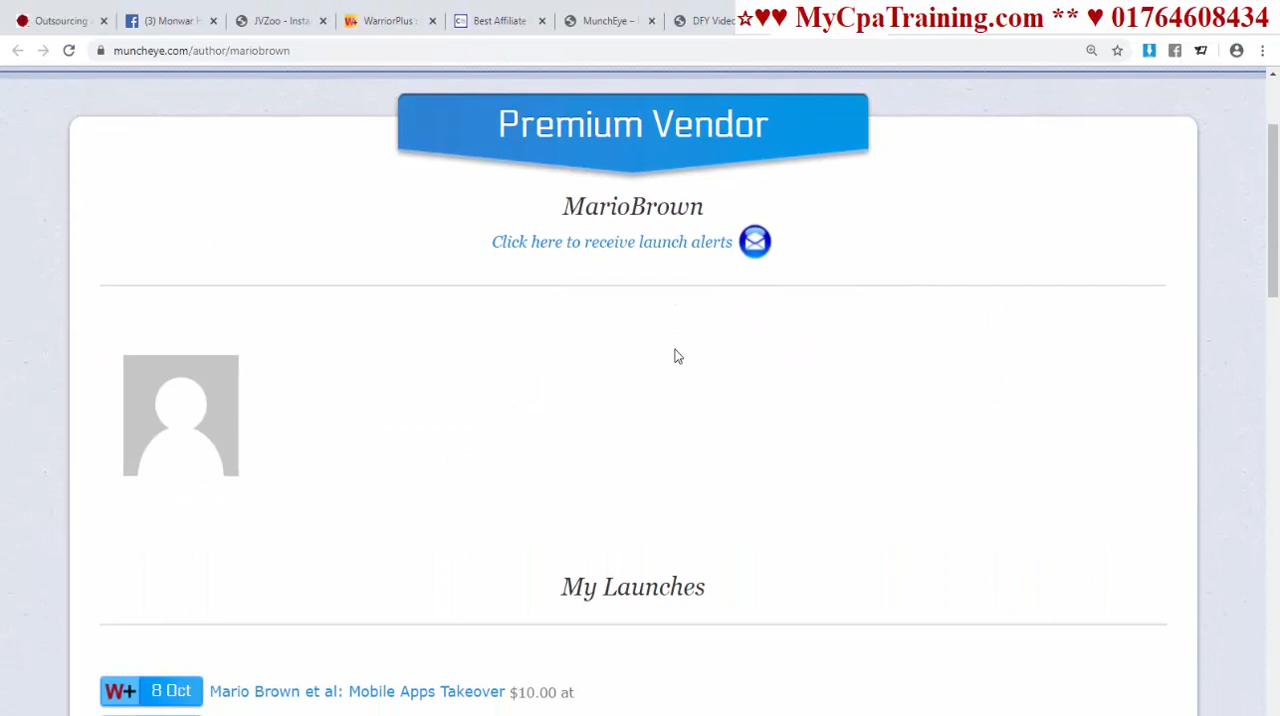 ☆♥♥ MyCpaTraining.com ** ♥ 01764608434
Outsourcing
(3) Monwar H
JVZoo - Insta
WarriorPlus :
Best Affiliate
MunchEye –
DFY Vide
muncheye.com/author/mariobrown
Premium Vendor
MarioBrown
Click here to receive launch alerts
My Launches
W+ 8 Oct Mario Brown et al: Mobile Apps Takeover $10.00 at